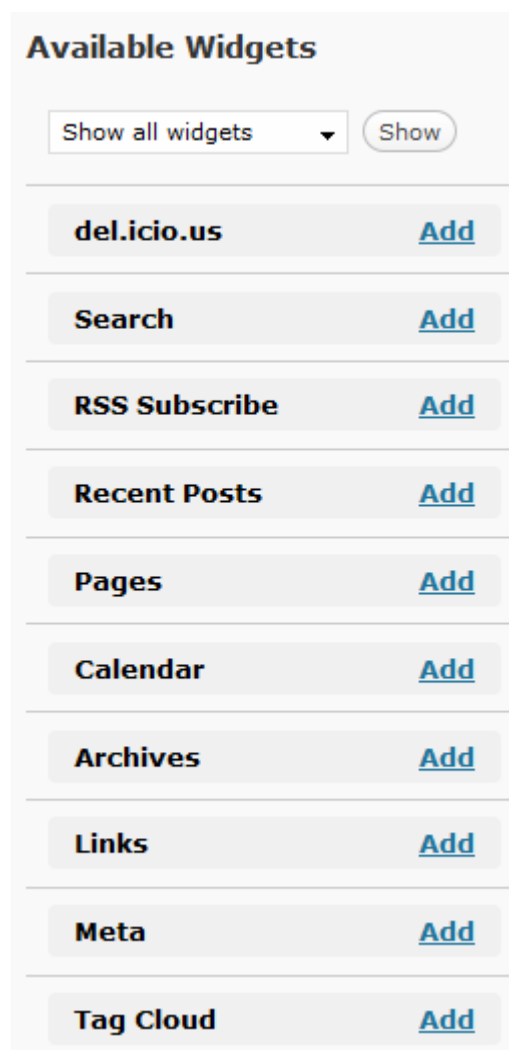 Available Widgets
Show all widgets Show
del.icio.us Add
Search Add
RSS Subscribe Add
Recent Posts Add
Pages Add
Calendar Add
Archives Add
Links Add
Meta Add
Tag Cloud Add